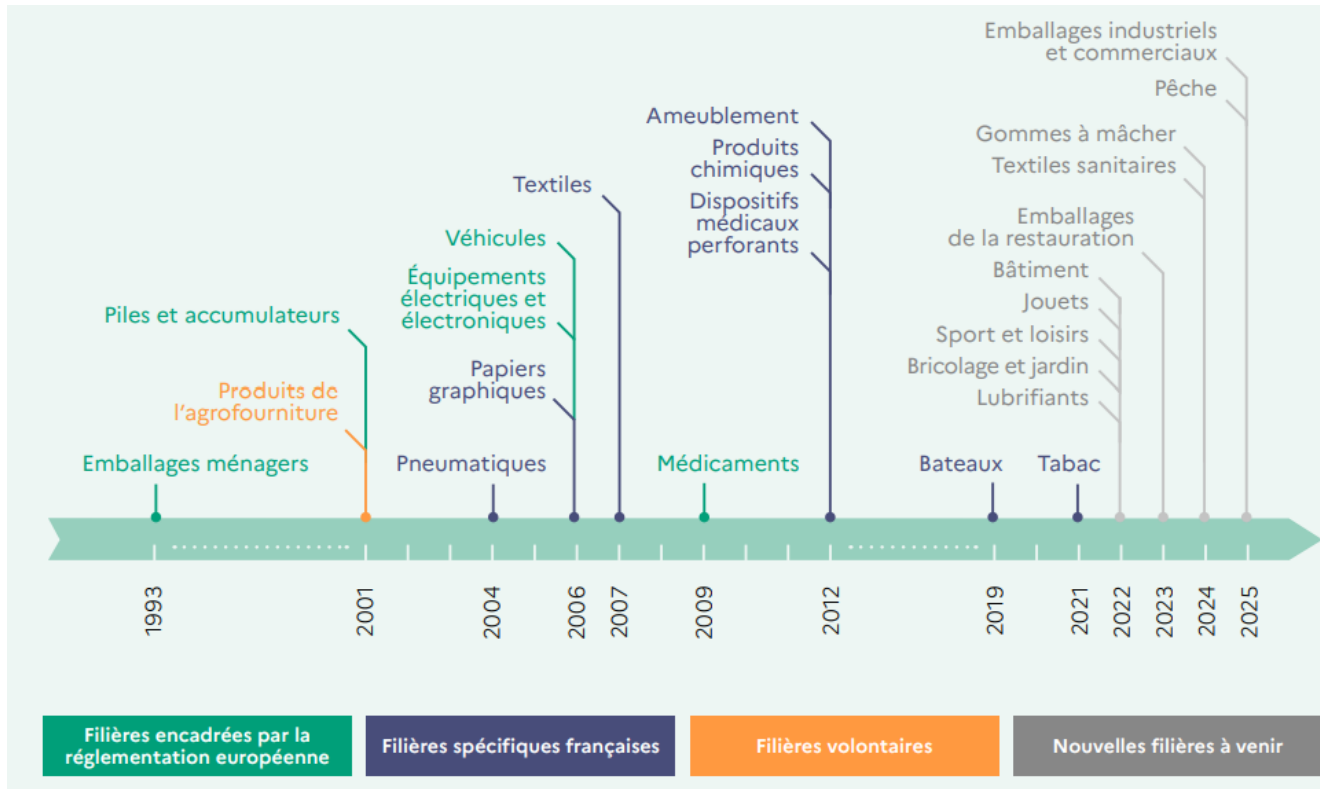 Emballages industriels
et commerciaux
Pêche
Ameublement
Gommes à mâcher
Produits
chimiques
Textiles sanitaires
Textiles
Dispositifs
médicaux
perforants
Emballages
de la restauration
Véhicules
Bâtiment
Équipements
électriques et
électroniques
Jouets
Piles et accumulateurs
Sport et loisirs
Papiers
graphiques
Bricolage et jardin
Produits de
l'agrofourniture
Lubrifiants
Emballages ménagers
Pneumatiques
Médicaments
Bateaux
Tabac
1993
2001
2004
2006
2007
2009
2012
2019
2021
2022
2023
2024
2025
Filières encadrées par la
réglementation européenne
Filières spécifiques françaises
Filières volontaires
Nouvelles filières à venir